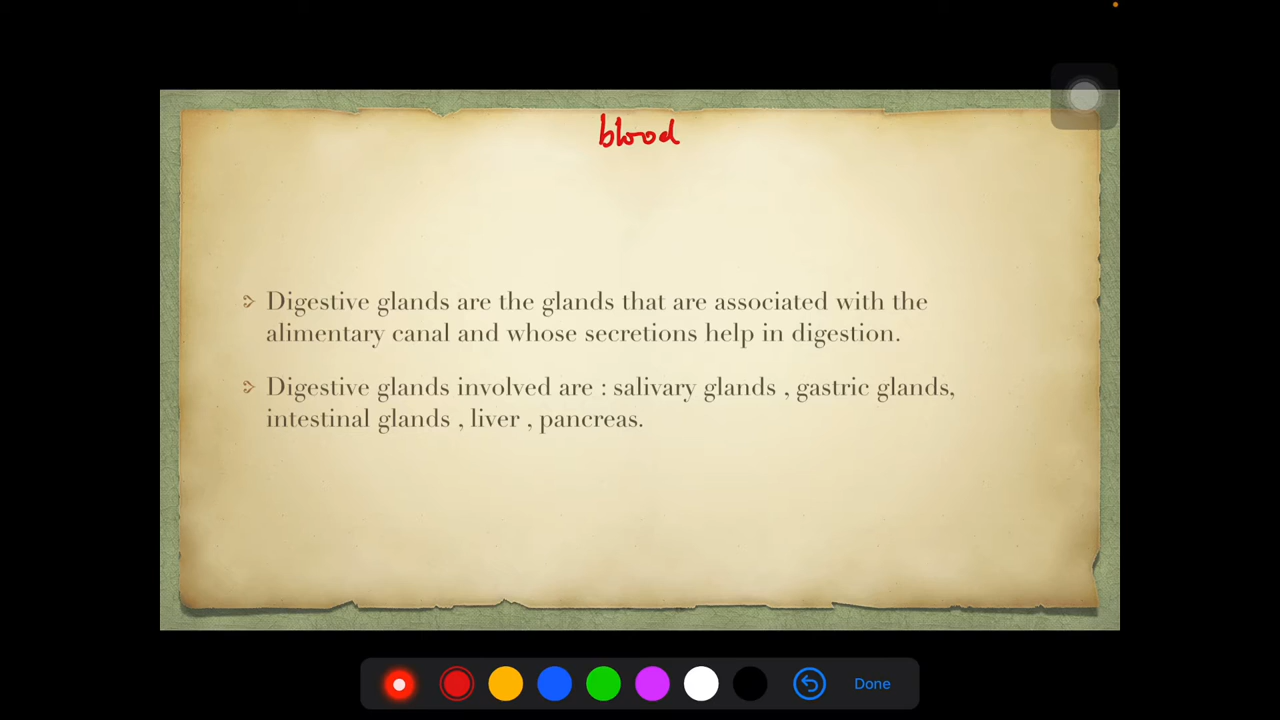 blood
Digestive glands are the glands that are associated with the
alimentary canal and whose secretions help in digestion.
Digestive glands involved are : salivary glands , gastric glands,
intestinal glands , liver , pancreas.
Done